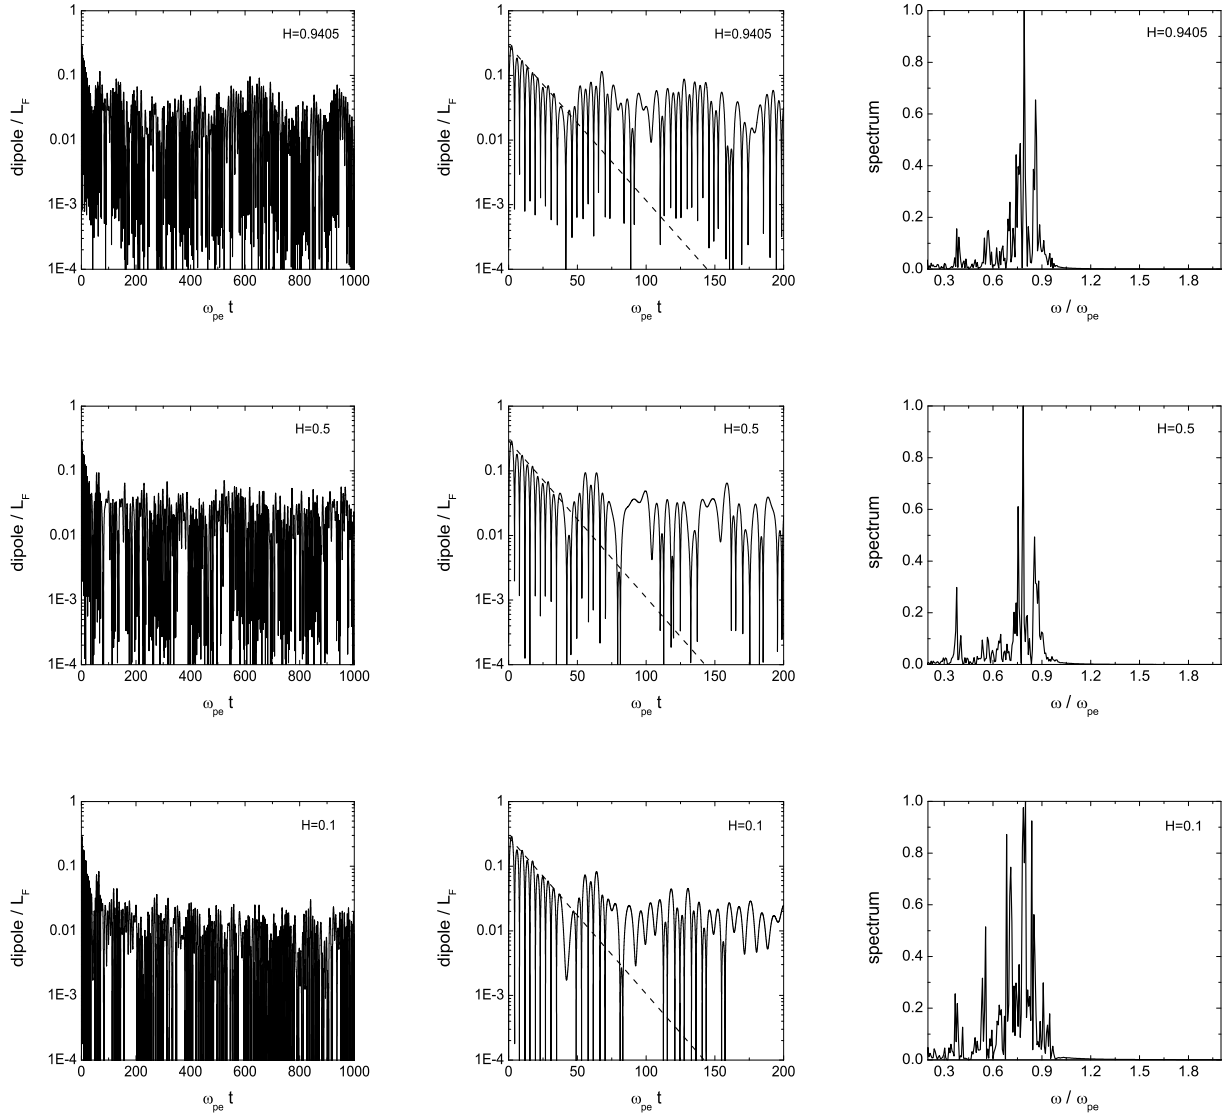 1
0.1
0.01
1E-3
1E-4
0 200 400 600 800 1000
dipole / L_F
ω_pe t
H=0.9405
1
0.1
0.01
1E-3
1E-4
0 50 100 150 200
dipole / L_F
ω_pe t
H=0.9405
1.0
0.8
0.6
0.4
0.2
0.0
0.3 0.6 0.9 1.2 1.5 1.8
spectrum
ω / ω_pe
H=0.9405
1
0.1
0.01
1E-3
1E-4
0 200 400 600 800 1000
dipole / L_F
ω_pe t
H=0.5
1
0.1
0.01
1E-3
1E-4
0 50 100 150 200
dipole / L_F
ω_pe t
H=0.5
1.0
0.8
0.6
0.4
0.2
0.0
0.3 0.6 0.9 1.2 1.5 1.8
spectrum
ω / ω_pe
H=0.5
1
0.1
0.01
1E-3
1E-4
0 200 400 600 800 1000
dipole / L_F
ω_pe t
H=0.1
1
0.1
0.01
1E-3
1E-4
0 50 100 150 200
dipole / L_F
ω_pe t
H=0.1
1.0
0.8
0.6
0.4
0.2
0.0
0.3 0.6 0.9 1.2 1.5 1.8
spectrum
ω / ω_pe
H=0.1